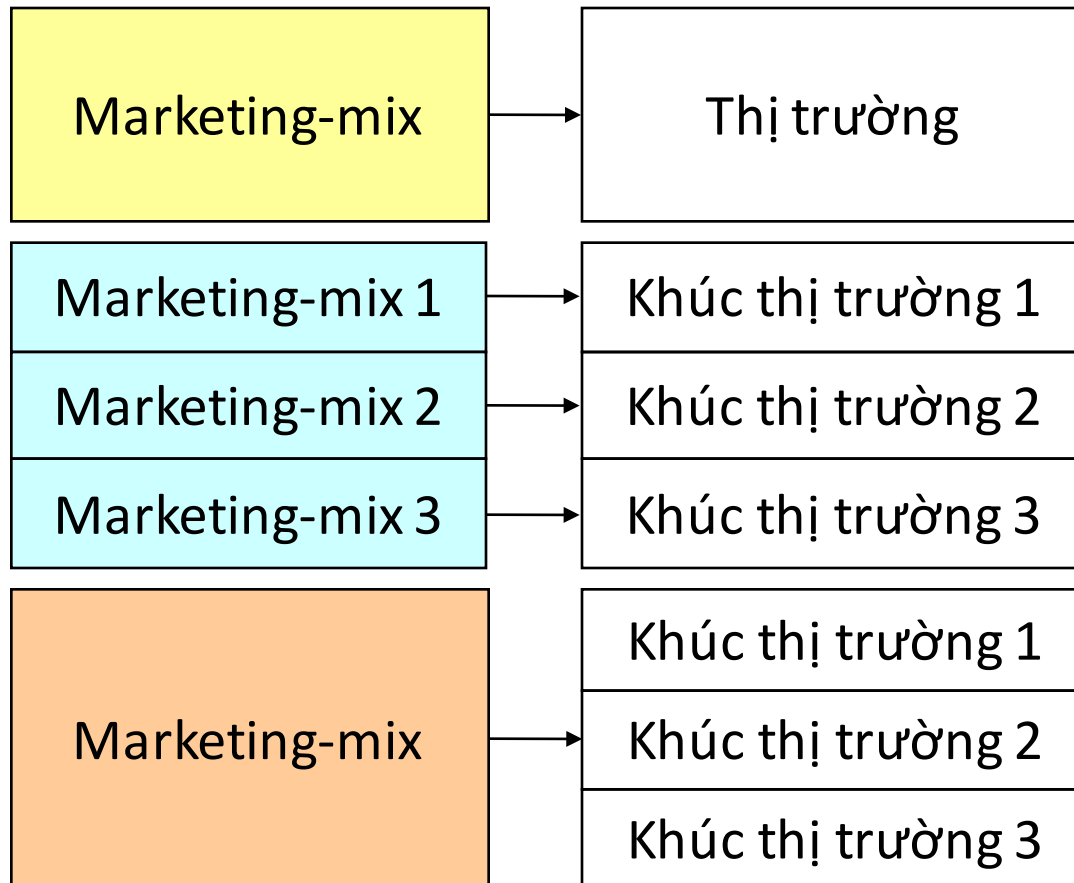 Marketing-mix
Thị trường
Marketing-mix 1
Khúc thị trường 1
Marketing-mix 2
Khúc thị trường 2
Marketing-mix 3
Khúc thị trường 3
Marketing-mix
Khúc thị trường 1
Khúc thị trường 2
Khúc thị trường 3